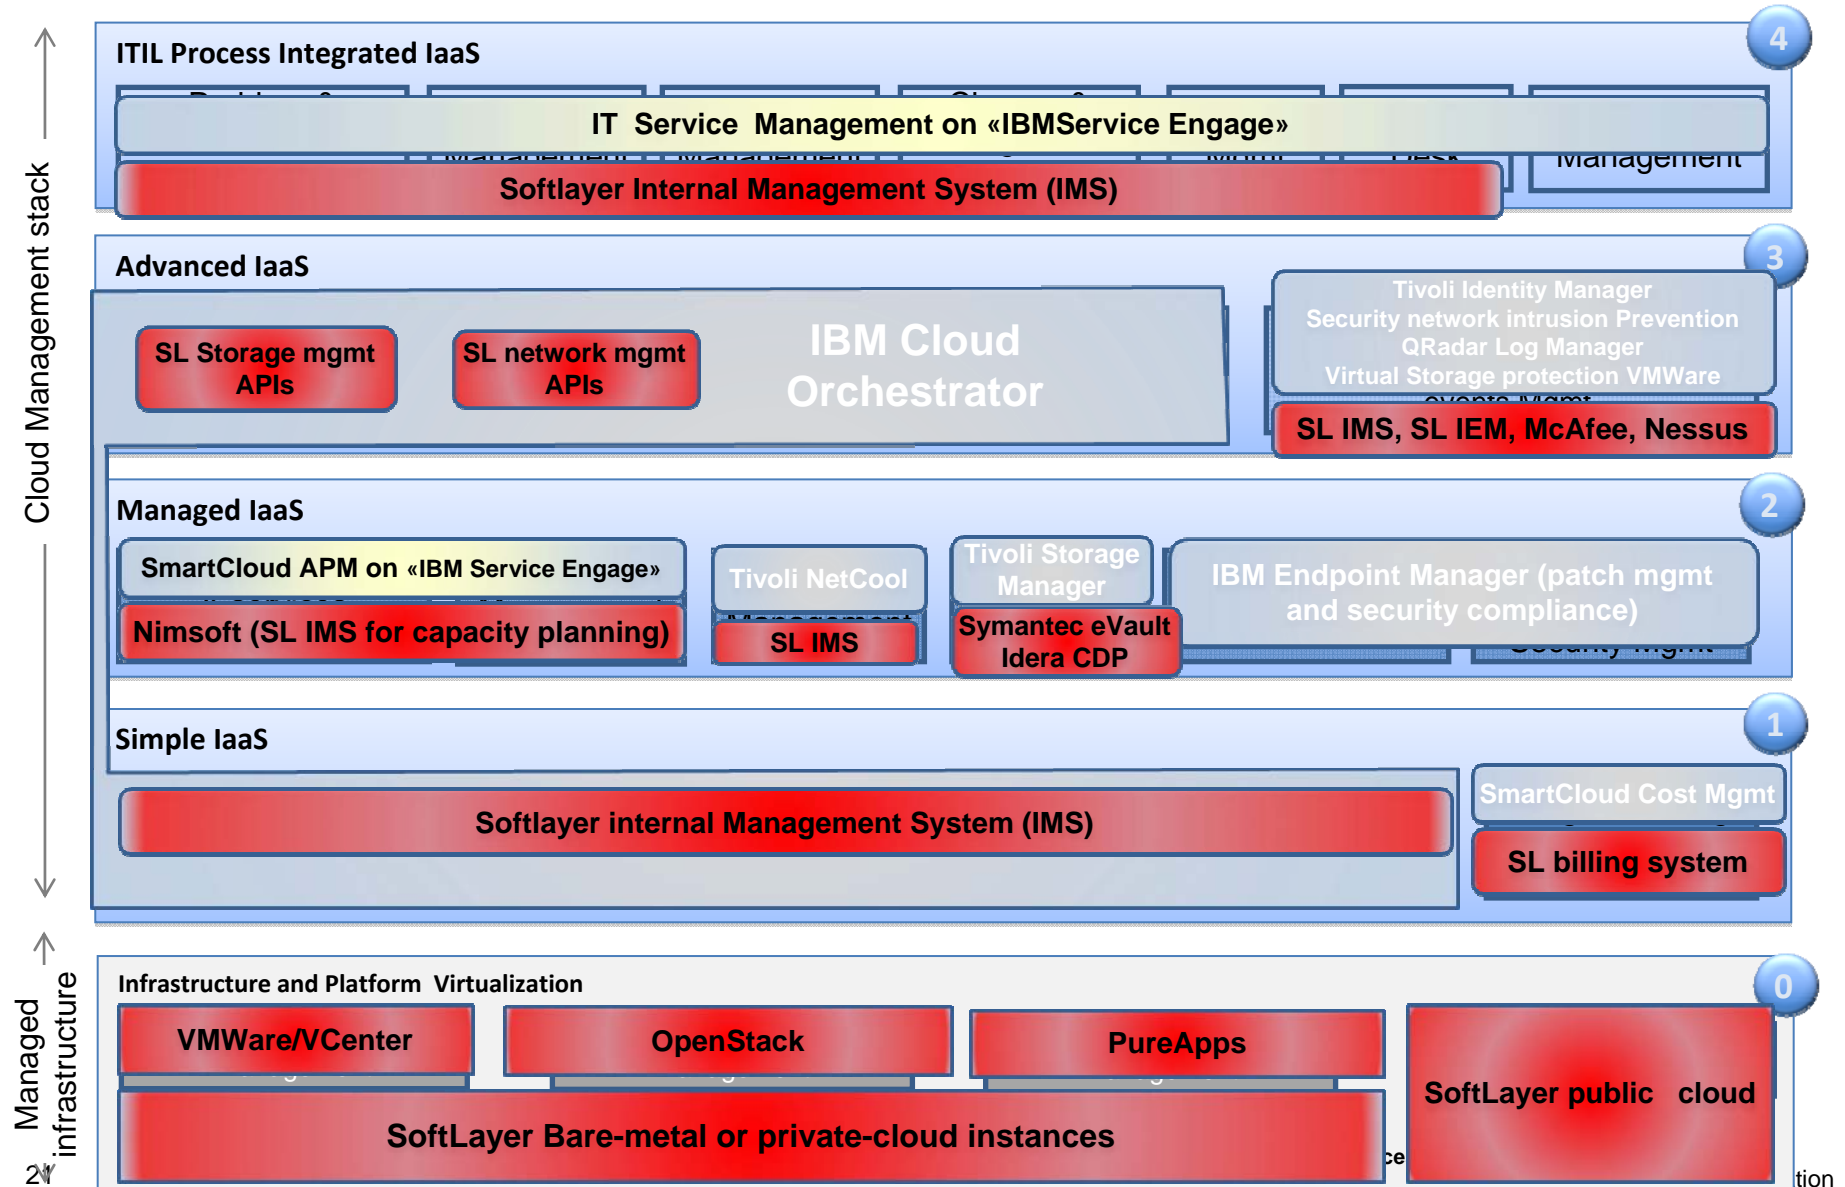 4
ITIL Process Integrated IaaS
IT Service Management on «IBMService Engage»
Management
Softlayer Internal Management System (IMS)
Cloud Management stack
3
Advanced IaaS
SL Storage mgmt
APIs
SL network mgmt
APIs
IBM Cloud
Orchestrator
Tivoli Identity Manager
Security network intrusion Prevention
QRadar Log Manager
Virtual Storage protection VMWare
SL IMS, SL IEM, McAfee, Nessus
2
Managed IaaS
SmartCloud APM on «IBM Service Engage»
Nimsoft (SL IMS for capacity planning)
Tivoli NetCool
SL IMS
Tivoli Storage
Manager
Symantec eVault
Idera CDP
IBM Endpoint Manager (patch mgmt
and security compliance)
1
Simple IaaS
Softlayer internal Management System (IMS)
SmartCloud Cost Mgmt
SL billing system
Managed
infrastructure
0
Infrastructure and Platform Virtualization
VMWare/VCenter
OpenStack
PureApps
SoftLayer public cloud
SoftLayer Bare-metal or private-cloud instances
ce
tion